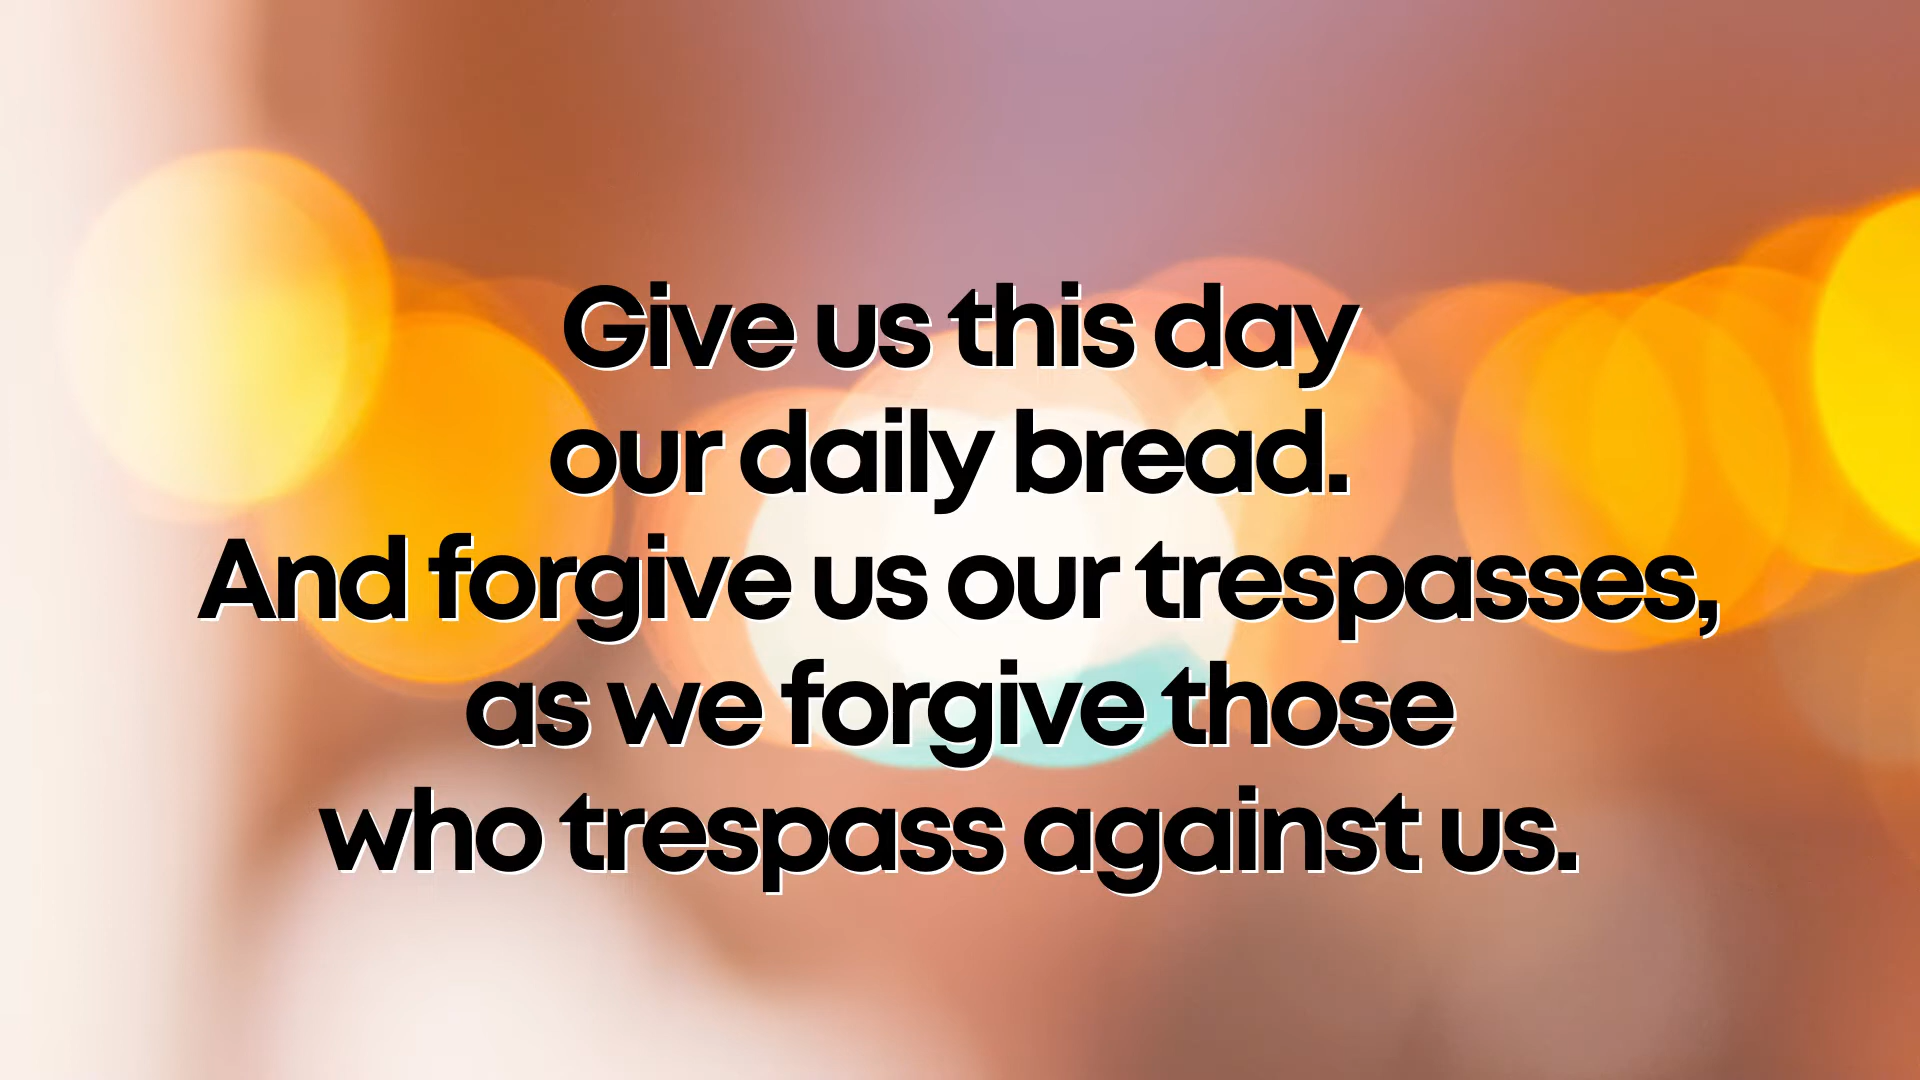 Give us this day
our daily bread.
And forgive us our trespasses,
as we forgive those
who trespass against us.